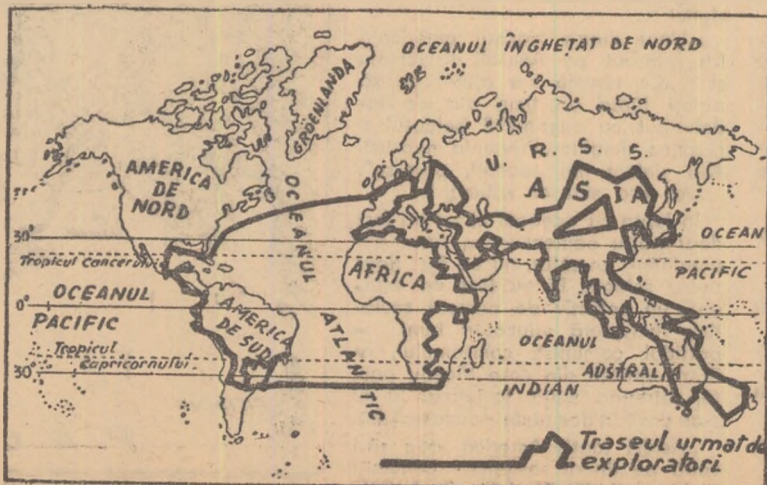 OCEANUL ÎNGHEȚAT DE NORD
GROENLANDA
U. R. S. S.
ASIA
AMERICA
DE
NORD
OCEANUL
ATLANTIC
30°
OCEAN
Tropicul Cancerului
PACIFIC
AFRICA
OCEANUL
PACIFIC
0°
AMERICA
DE SUD
OCEANUL
INDIAN
Tropicul
Capricornului
AUSTRALIA
30°
Traseul urmat de
exploratori